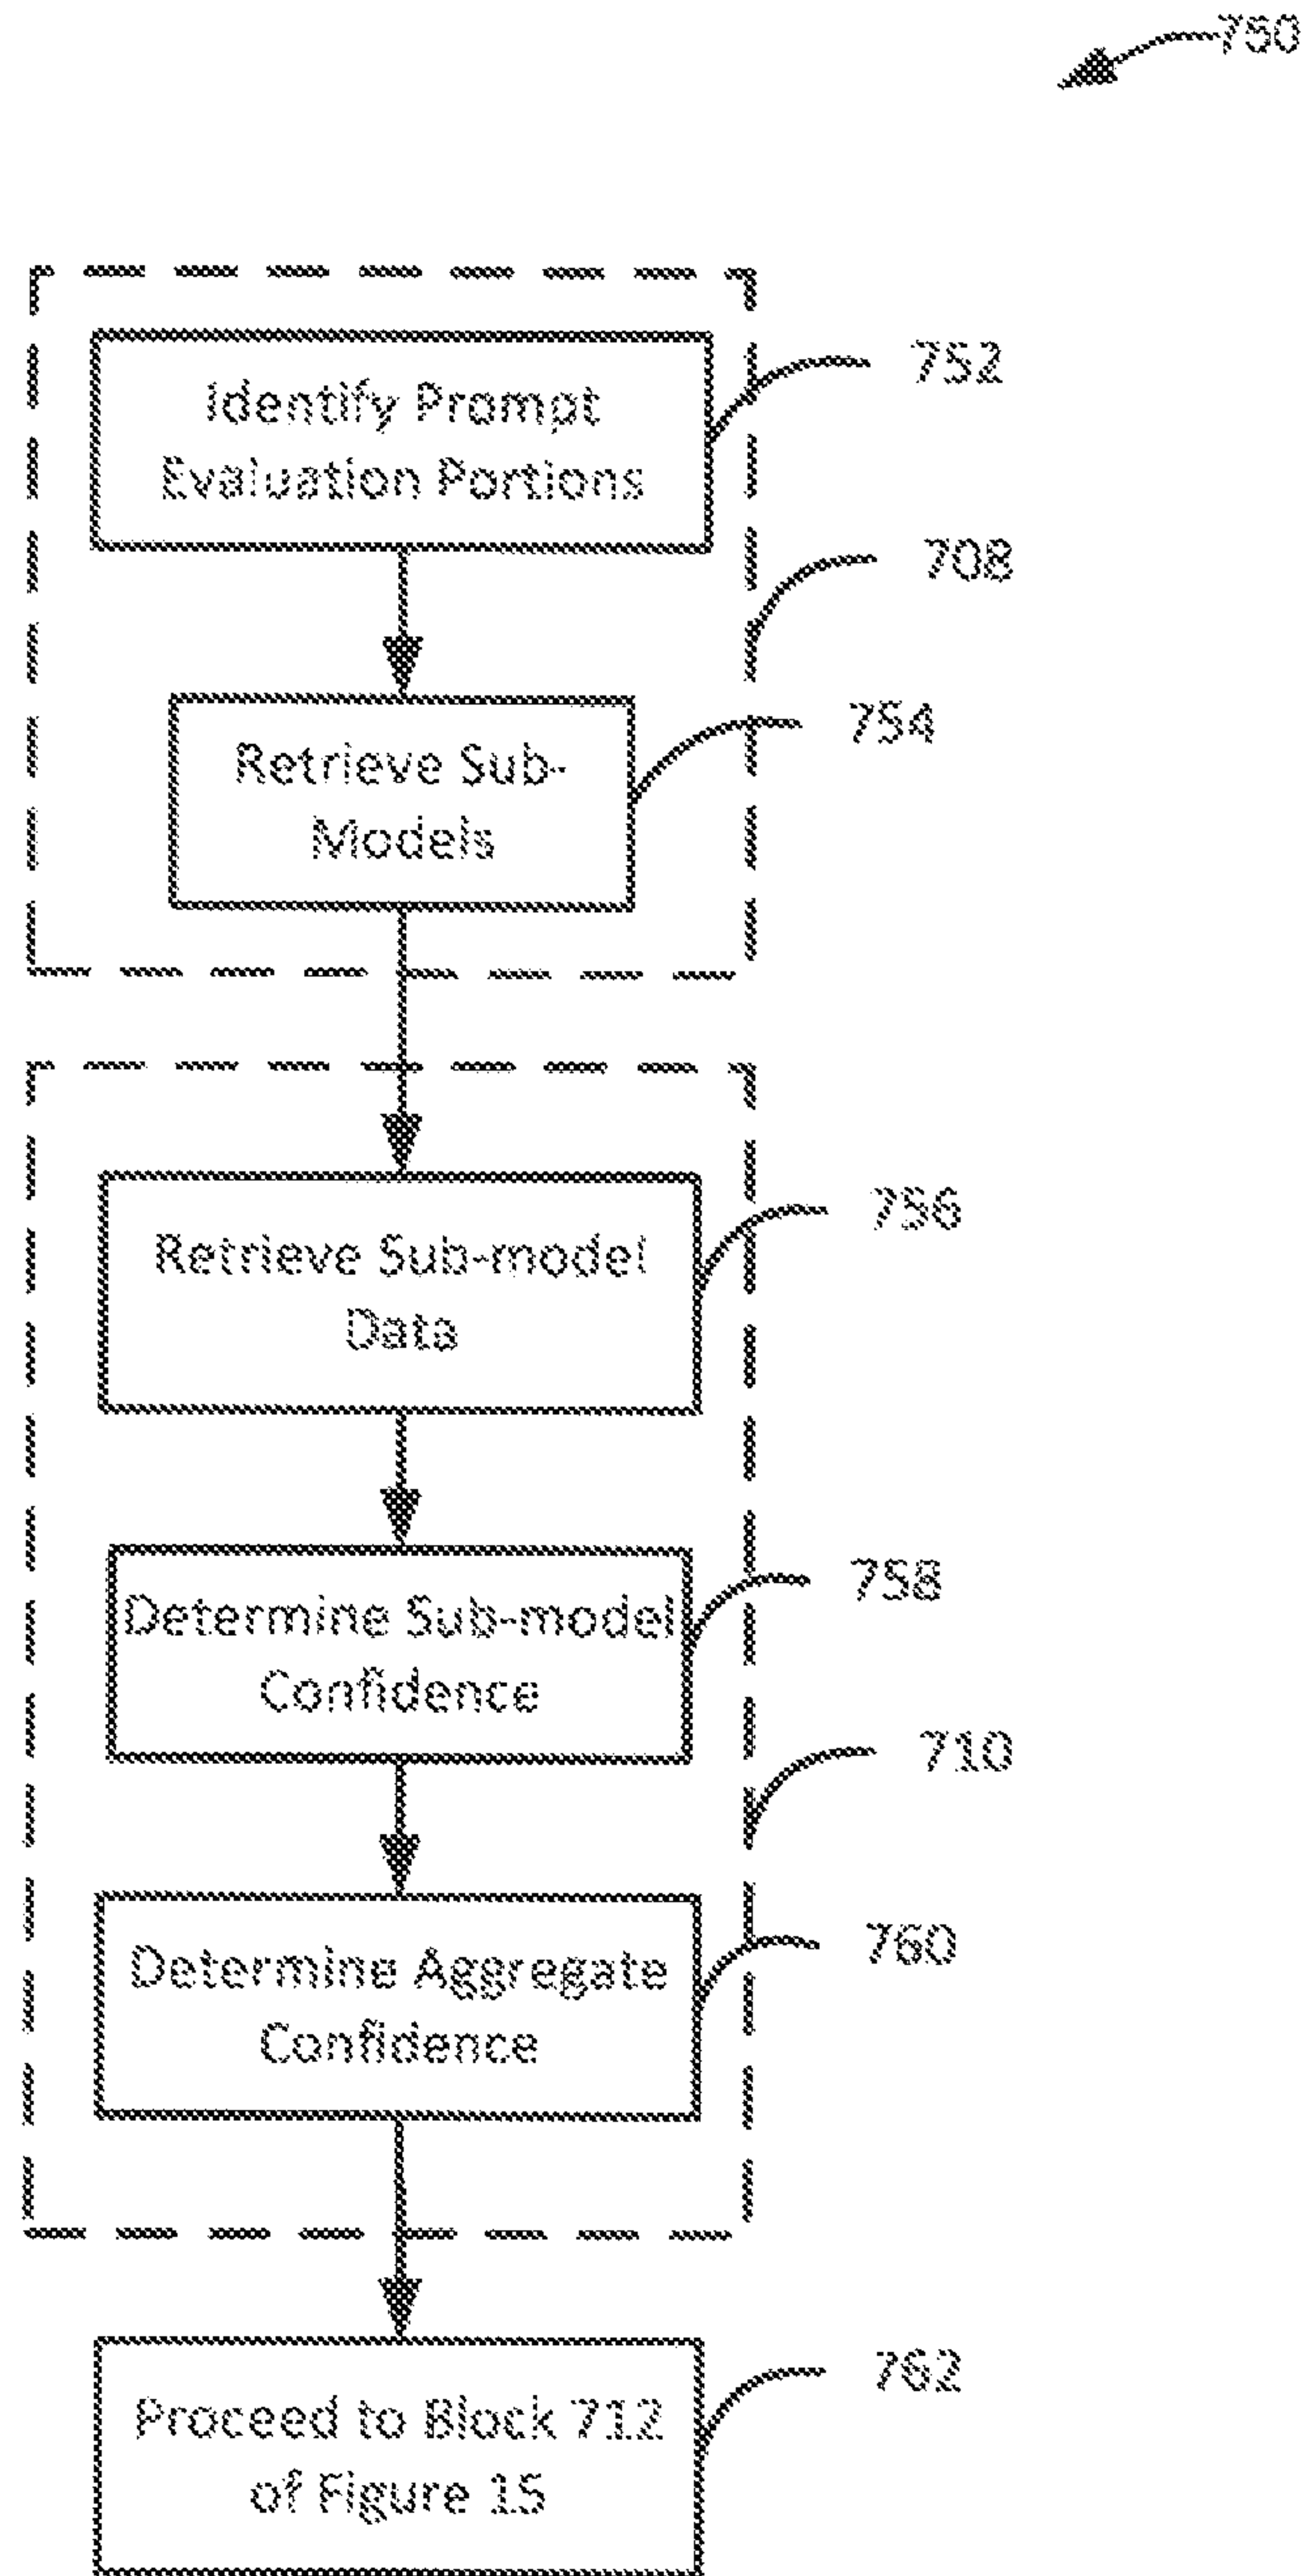 750
Identify Prompt
Evaluation Portions
752
708
Retrieve Sub-
Models
754
Retrieve Sub-model
Data
756
Determine Sub-model
Confidence
758
710
Determine Aggregate
Confidence
760
Proceed to Block 712
of Figure 15
762